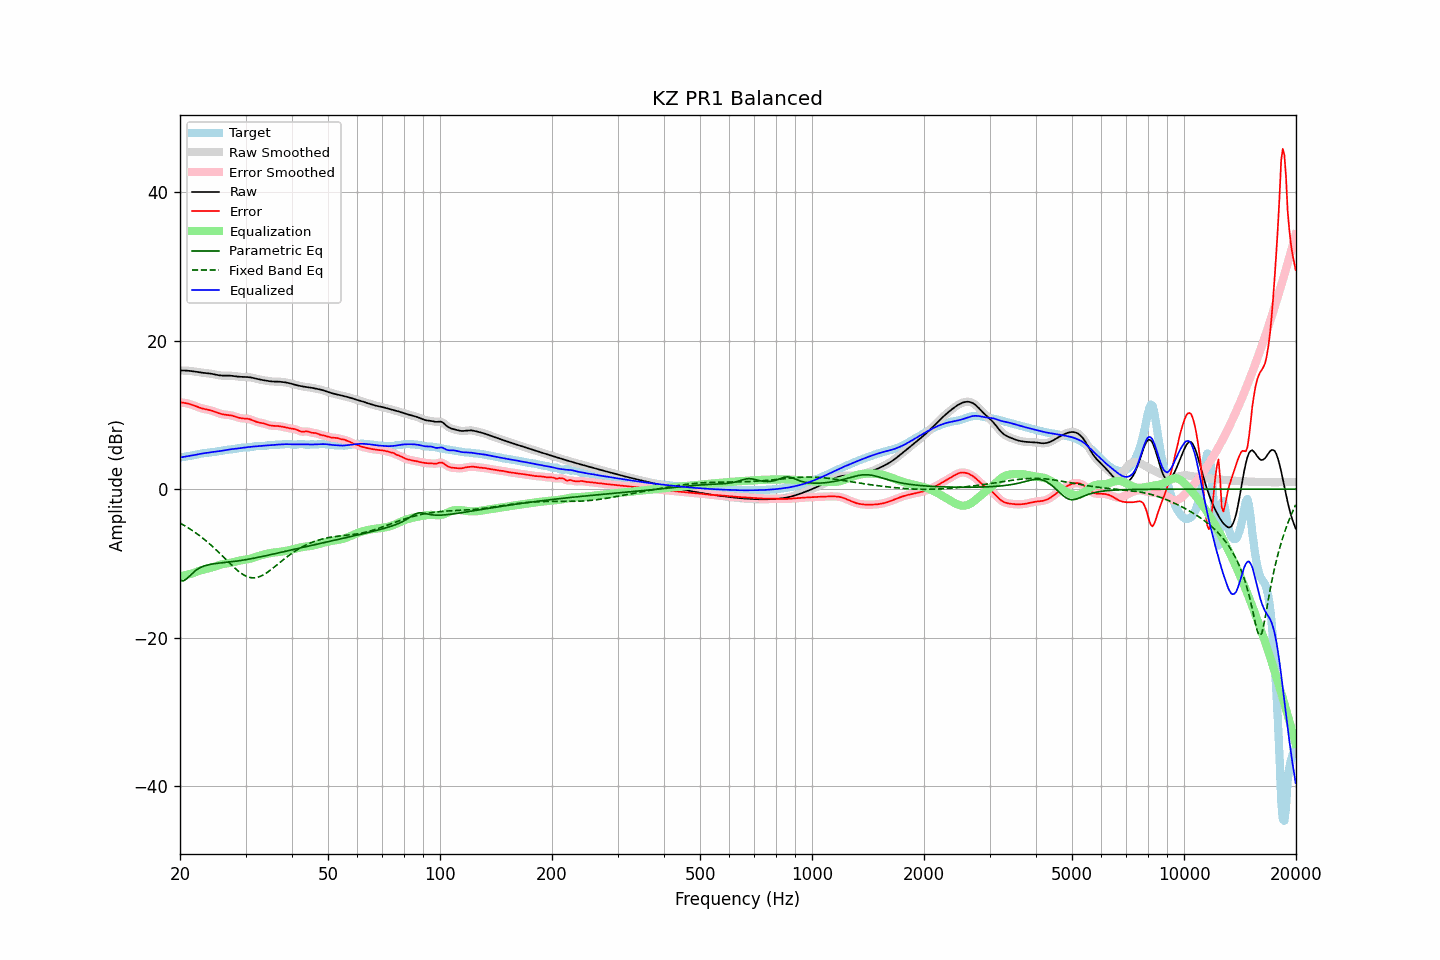 KZ PR1 Balanced
Target
Raw Smoothed
Error Smoothed
Raw
Error
Equalization
Parametric Eq
Fixed Band Eq
Equalized
40
20
0
−20
−40
Amplitude (dBr)
20 50 100 200 500 1000 2000 5000 10000 20000
Frequency (Hz)